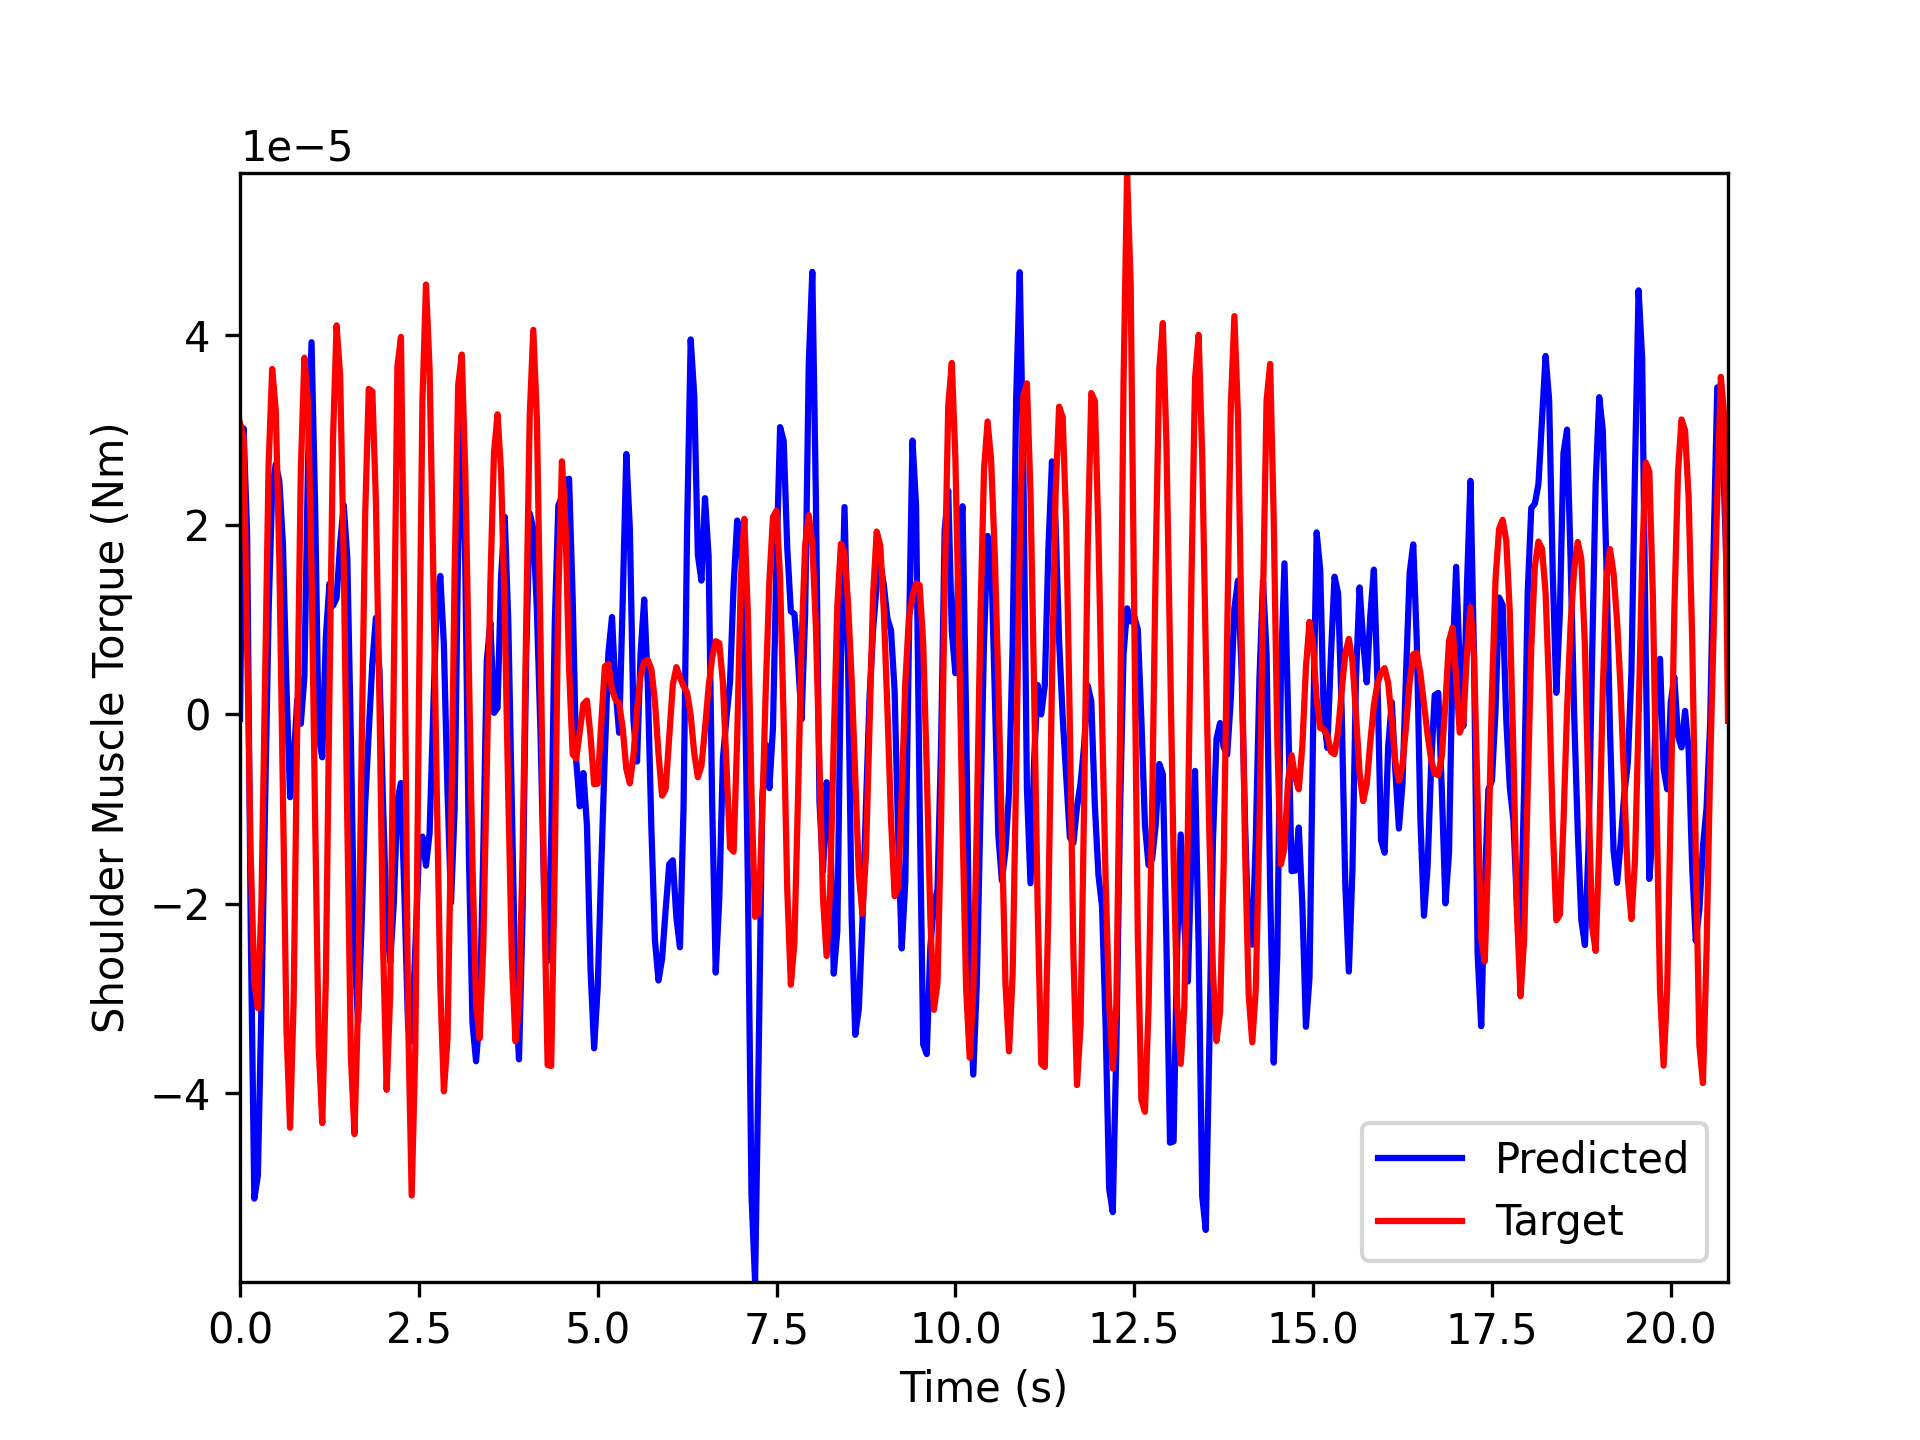 1e−5
Shoulder Muscle Torque (Nm)
4
2
0
−2
−4
Predicted
Target
0.0 2.5 5.0 7.5 10.0 12.5 15.0 17.5 20.0
Time (s)